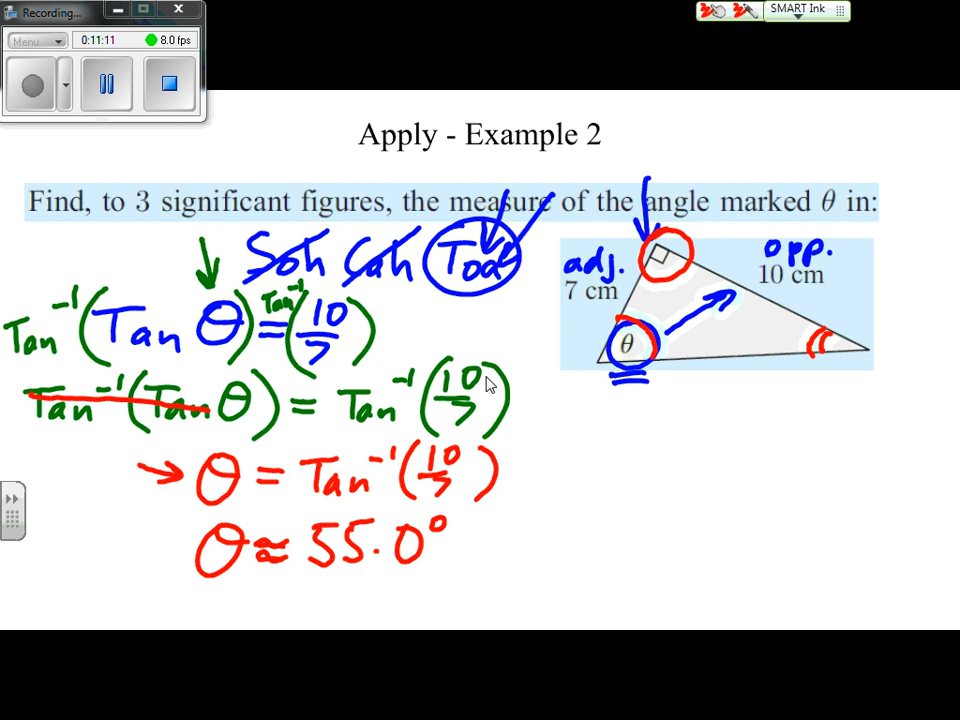 Recording...
Menu
0:11:11
8.0 fps
SMART Ink
Apply - Example 2
Find, to 3 significant figures, the measure of the angle marked θ in:
Soh Cah Toa
adj.
7 cm
opp.
10 cm
θ
Tan⁻¹(Tan θ) = Tan⁻¹(10/7)
Tan⁻¹(Tan θ) = Tan⁻¹(10/7)
→ θ = Tan⁻¹(10/7)
θ ≈ 55.0°